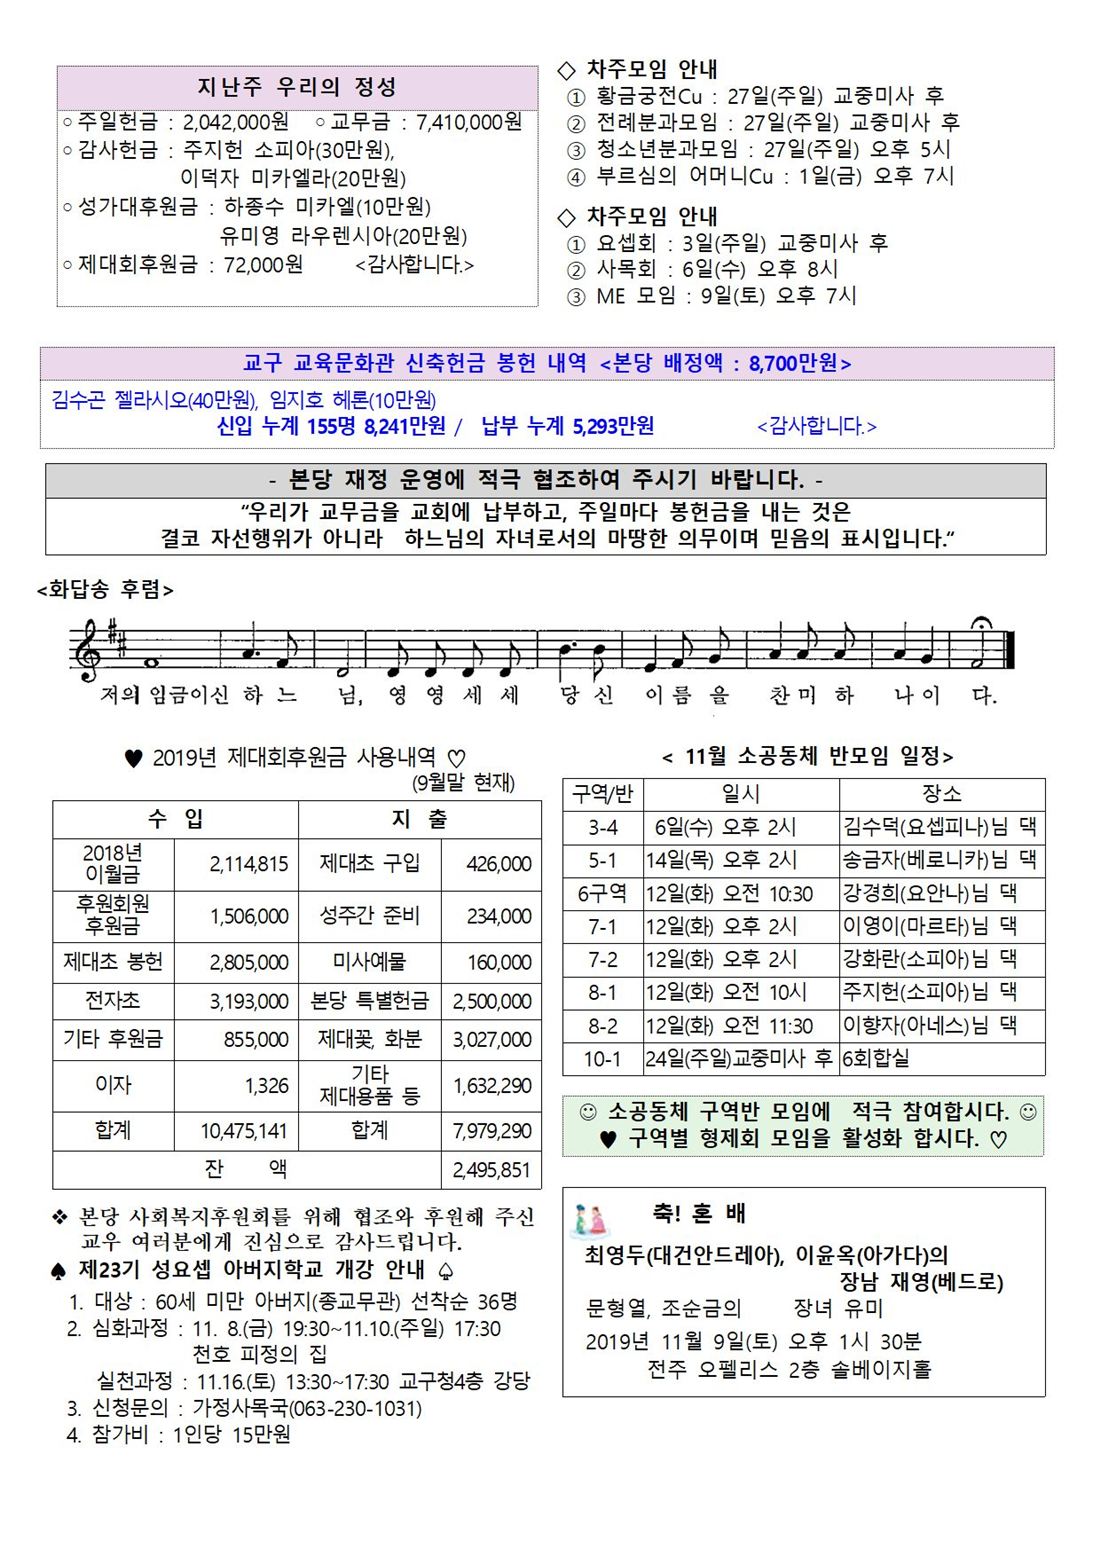 지난주 우리의 정성
○ 주일헌금 : 2,042,000원 ○ 교무금 : 7,410,000원
○ 감사헌금 : 주지헌 소피아(30만원),
이덕자 미카엘라(20만원)
○ 성가대후원금 : 하종수 미카엘(10만원)
유미영 라우렌시아(20만원)
○ 제대회후원금 : 72,000원 <감사합니다.>
◇ 차주모임 안내
① 황금궁전Cu : 27일(주일) 교중미사 후
② 전례분과모임 : 27일(주일) 교중미사 후
③ 청소년분과모임 : 27일(주일) 오후 5시
④ 부르심의 어머니Cu : 1일(금) 오후 7시
◇ 차주모임 안내
① 요셉회 : 3일(주일) 교중미사 후
② 사목회 : 6일(수) 오후 8시
③ ME 모임 : 9일(토) 오후 7시
교구 교육문화관 신축헌금 봉헌 내역 <본당 배정액 : 8,700만원>
김수곤 젤라시오(40만원), 임지호 헤론(10만원)
신입 누계 155명 8,241만원 / 납부 누계 5,293만원 <감사합니다.>
- 본당 재정 운영에 적극 협조하여 주시기 바랍니다. -
“우리가 교무금을 교회에 납부하고, 주일마다 봉헌금을 내는 것은
결코 자선행위가 아니라 하느님의 자녀로서의 마땅한 의무이며 믿음의 표시입니다.“
<화답송 후렴>
저의 임금이신 하 느 님, 영 영 세 세 당 신 이 름 을 찬 미 하 나 이 다.
♥ 2019년 제대회후원금 사용내역 ♡
(9월말 현재)
수 입 지 출
2018년 이월금 2,114,815 제대초 구입 426,000
후원회원 후원금 1,506,000 성주간 준비 234,000
제대초 봉헌 2,805,000 미사예물 160,000
전자초 3,193,000 본당 특별헌금 2,500,000
기타 후원금 855,000 제대꽃, 화분 3,027,000
이자 1,326 기타 제대용품 등 1,632,290
합계 10,475,141 합계 7,979,290
잔 액 2,495,851
❖ 본당 사회복지후원회를 위해 협조와 후원해 주신
교우 여러분에게 진심으로 감사드립니다.
♠ 제23기 성요셉 아버지학교 개강 안내 ♤
1. 대상 : 60세 미만 아버지(종교무관) 선착순 36명
2. 심화과정 : 11. 8.(금) 19:30~11.10.(주일) 17:30
천호 피정의 집
실천과정 : 11.16.(토) 13:30~17:30 교구청4층 강당
3. 신청문의 : 가정사목국(063-230-1031)
4. 참가비 : 1인당 15만원
< 11월 소공동체 반모임 일정>
구역/반 일시 장소
3-4 6일(수) 오후 2시 김수덕(요셉피나)님 댁
5-1 14일(목) 오후 2시 송금자(베로니카)님 댁
6구역 12일(화) 오전 10:30 강경희(요안나)님 댁
7-1 12일(화) 오후 2시 이영이(마르타)님 댁
7-2 12일(화) 오후 2시 강화란(소피아)님 댁
8-1 12일(화) 오전 10시 주지헌(소피아)님 댁
8-2 12일(화) 오전 11:30 이향자(아네스)님 댁
10-1 24일(주일)교중미사 후 6회합실
☺ 소공동체 구역반 모임에 적극 참여합시다. ☺
♥ 구역별 형제회 모임을 활성화 합시다. ♡
축! 혼 배
최영두(대건안드레아), 이윤옥(아가다)의
장남 재영(베드로)
문형열, 조순금의 장녀 유미
2019년 11월 9일(토) 오후 1시 30분
전주 오펠리스 2층 솔베이지홀